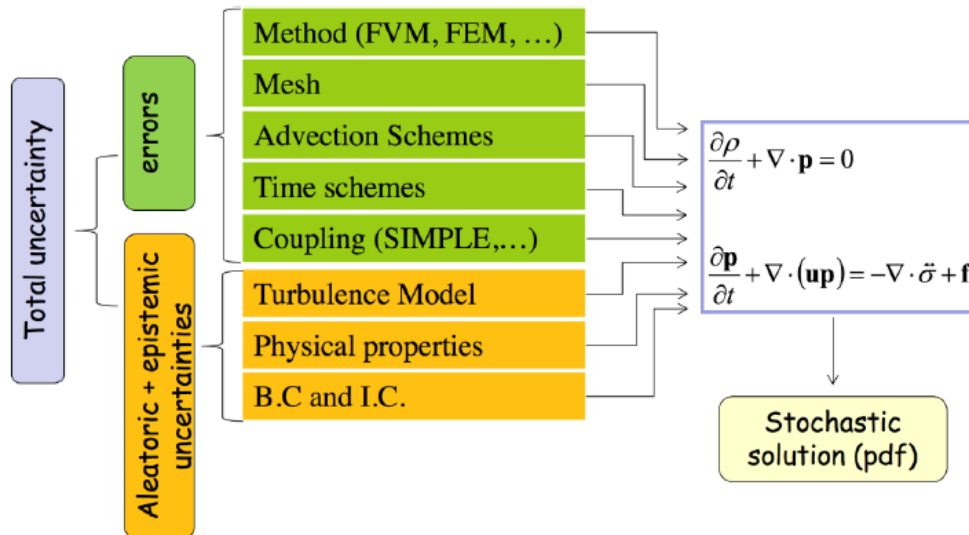 Total uncertainty
errors
Aleatoric + epistemic
uncertainties
Method (FVM, FEM, …)
Mesh
Advection Schemes
Time schemes
Coupling (SIMPLE,…)
Turbulence Model
Physical properties
B.C and I.C.
∂ρ/∂t + ∇ · p = 0
∂p/∂t + ∇ · (up) = −∇ · σ̈ + f
Stochastic
solution (pdf)